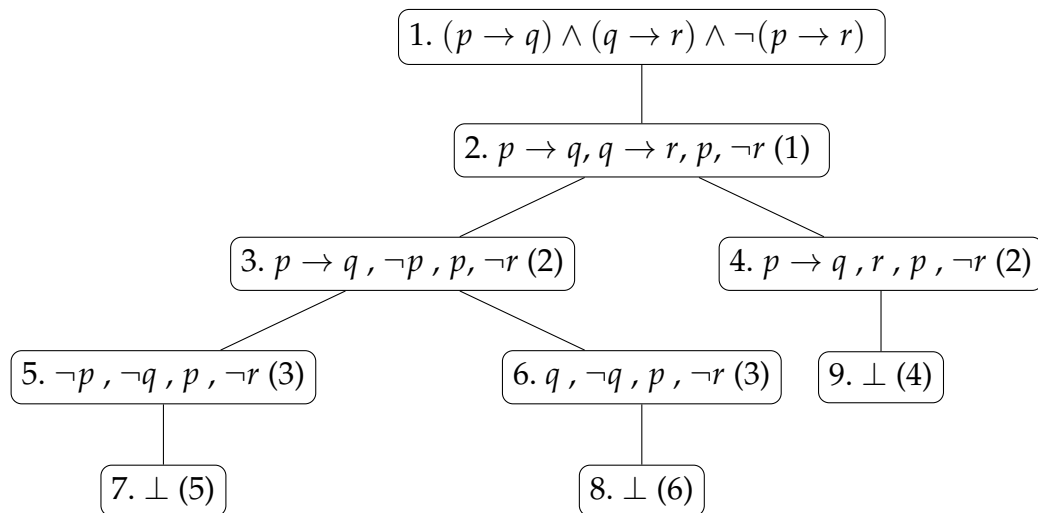 1. (p → q) ∧ (q → r) ∧ ¬(p → r)
2. p → q, q → r, p, ¬r (1)
3. p → q , ¬p , p, ¬r (2)
4. p → q , r , p , ¬r (2)
5. ¬p , ¬q , p , ¬r (3)
6. q , ¬q , p , ¬r (3)
9. ⊥ (4)
7. ⊥ (5)
8. ⊥ (6)